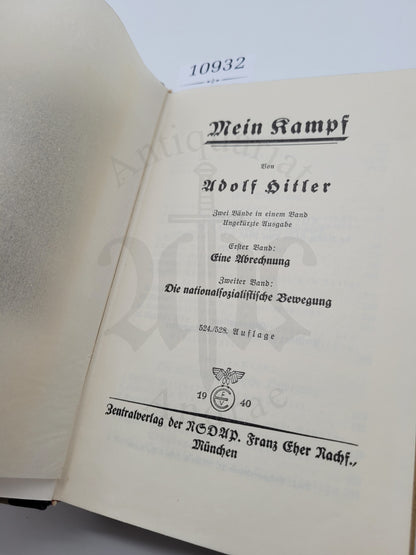 10932
Mein Kampf
Von
Adolf Hitler
Zwei Bände in einem Band
Ungekürzte Ausgabe
Erster Band:
Eine Abrechnung
Zweiter Band:
Die nationalsozialistische Bewegung
524./528. Auflage
19 40
Zentralverlag der NSDAP. Franz Eher Nachf.,
München
Antiquariat